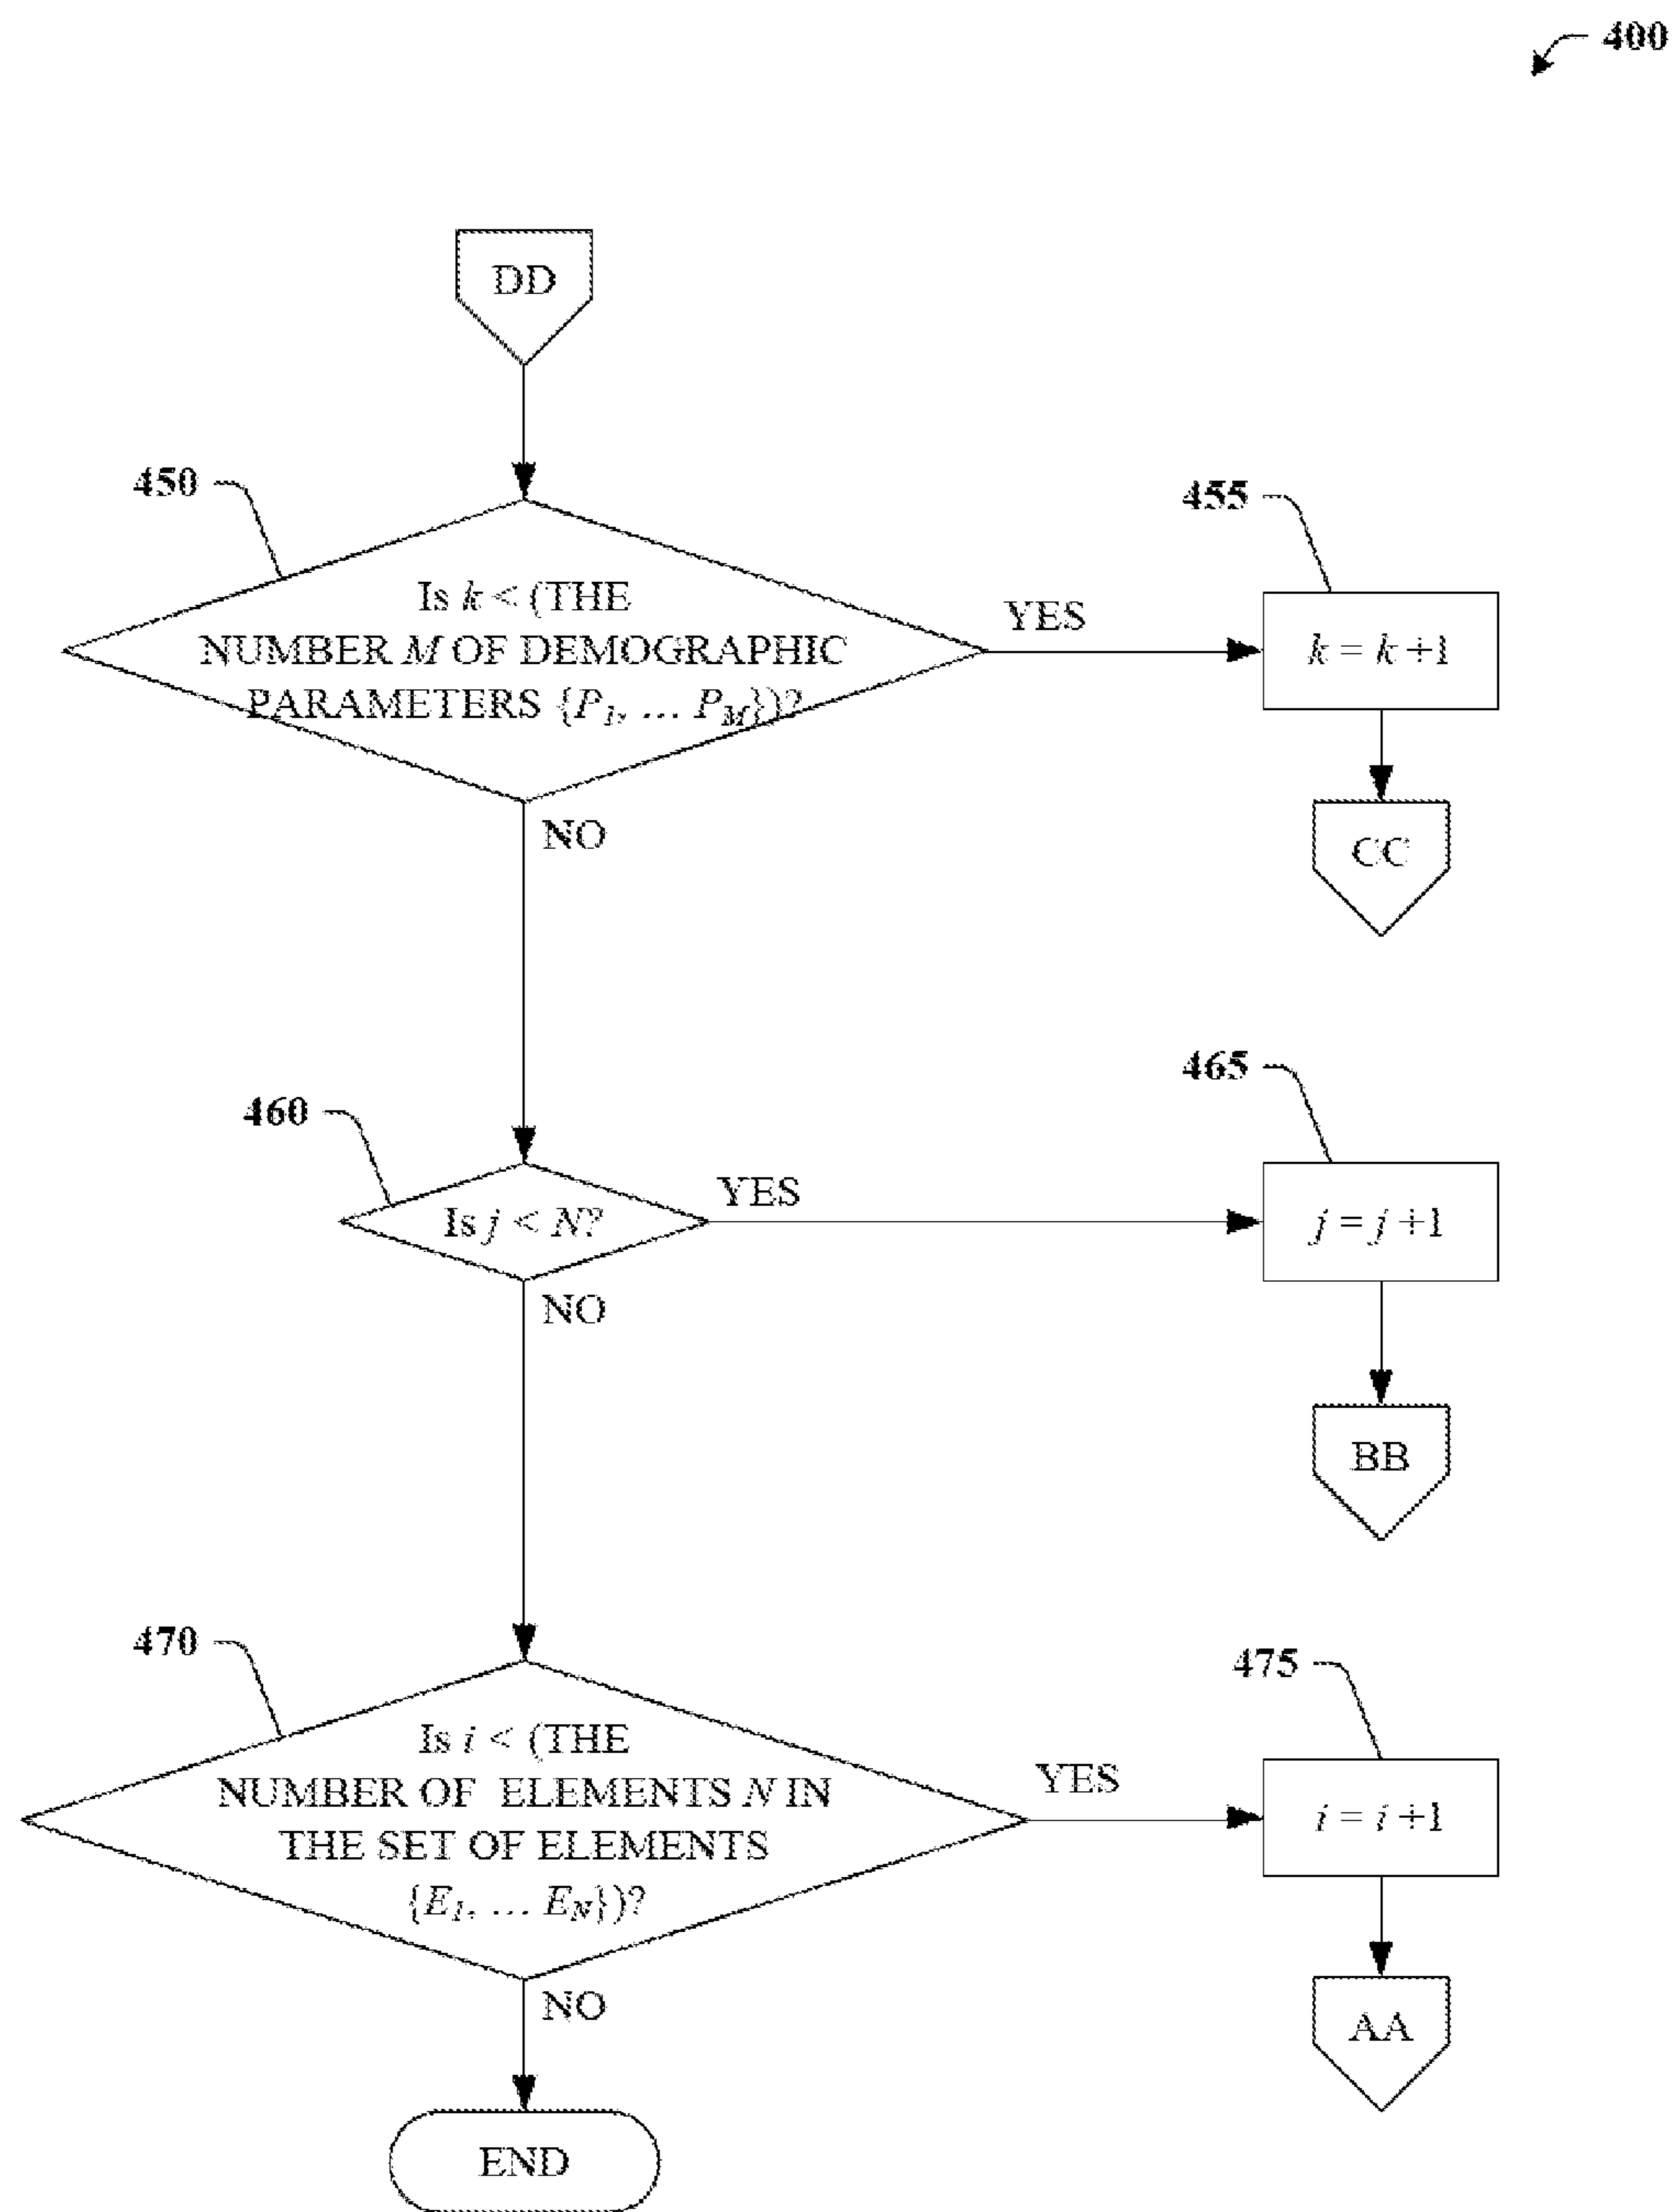 400
DD
450
Is k < (THE
NUMBER M OF DEMOGRAPHIC
PARAMETERS {P1, ... PM})?
YES
455
k = k +1
CC
NO
460
Is j < N?
YES
465
j = j +1
BB
NO
470
Is i < (THE
NUMBER OF ELEMENTS N IN
THE SET OF ELEMENTS
{E1, ... EN})?
YES
475
i = i +1
AA
NO
END